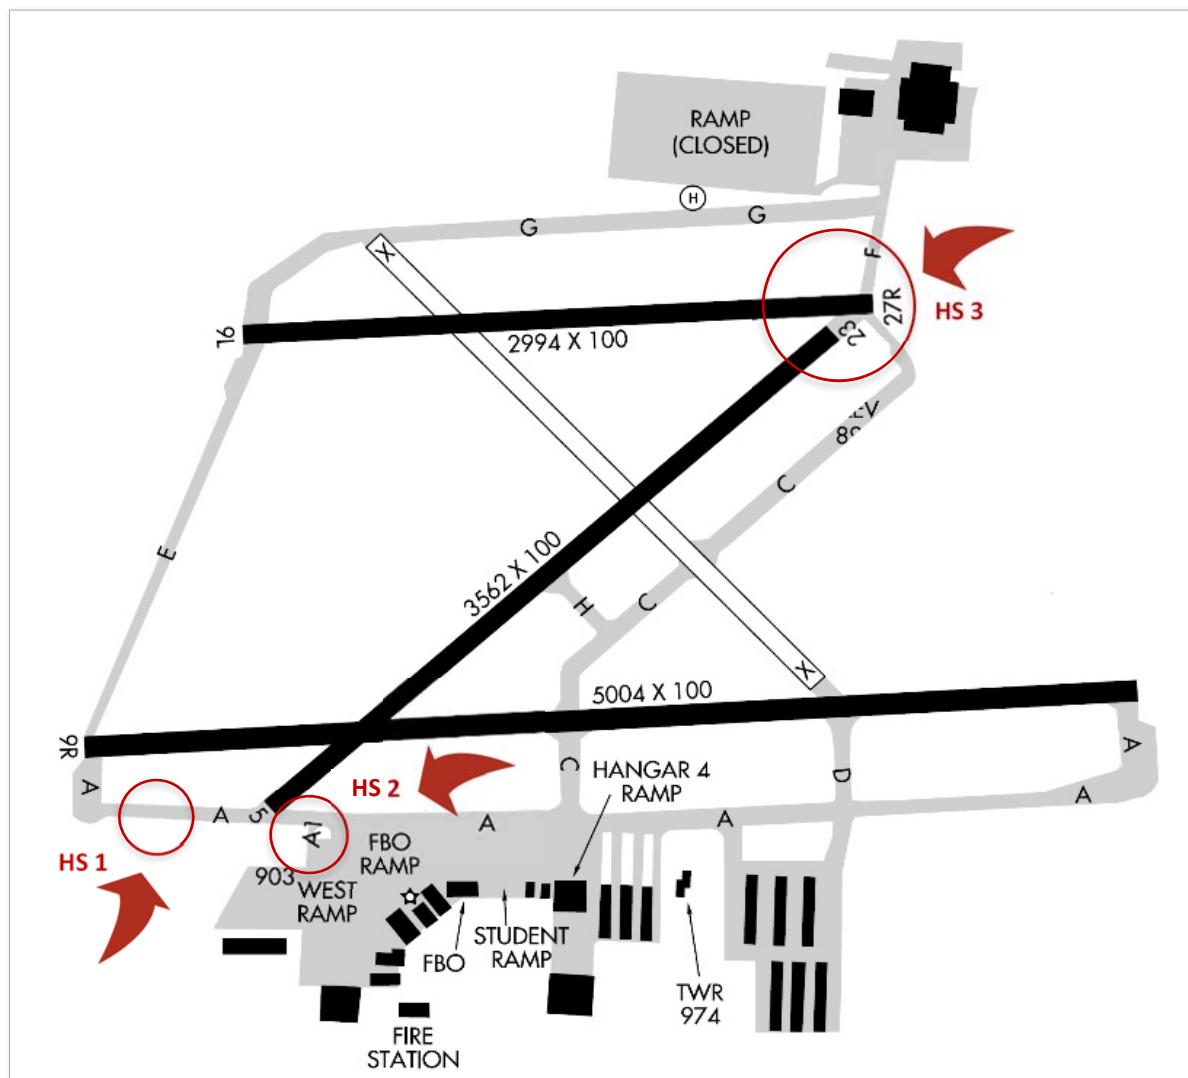 RAMP
(CLOSED)
H
G
G
X
F
27R
HS 3
9L
2994 X 100
23
C
E
3562 X 100
H
C
X
5004 X 100
9R
A
A
C
HS 2
HANGAR 4
RAMP
D
A
5
A
A1
A
A
HS 1
FBO
RAMP
903
WEST
RAMP
STUDENT
RAMP
FBO
TWR
974
FIRE
STATION